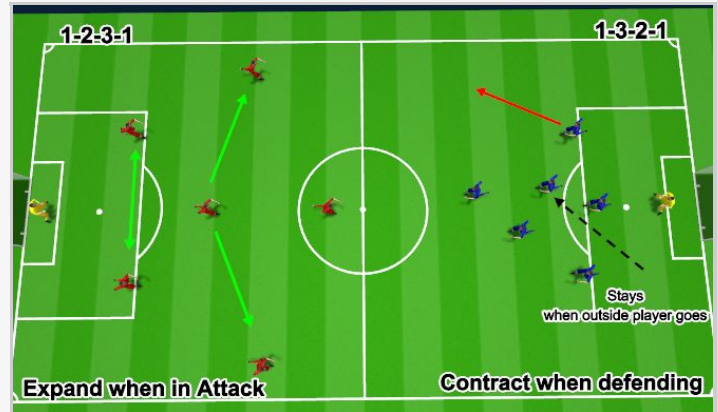 1-2-3-1
1-3-2-1
Stays
when outside player goes
Expand when in Attack
Contract when defending